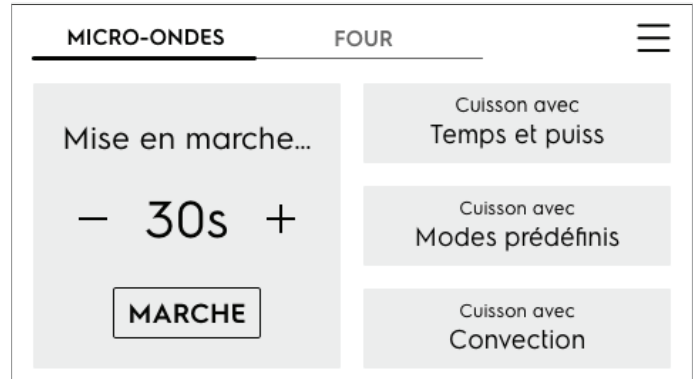 MICRO-ONDES
FOUR
Mise en marche...
− 30s +
MARCHE
Cuisson avec
Temps et puiss
Cuisson avec
Modes prédéfinis
Cuisson avec
Convection